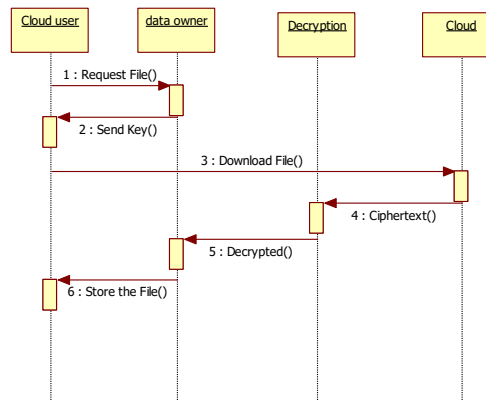 Cloud user
data owner
Decryption
Cloud
1 : Request File()
2 : Send Key()
3 : Download File()
4 : Ciphertext()
5 : Decrypted()
6 : Store the File()